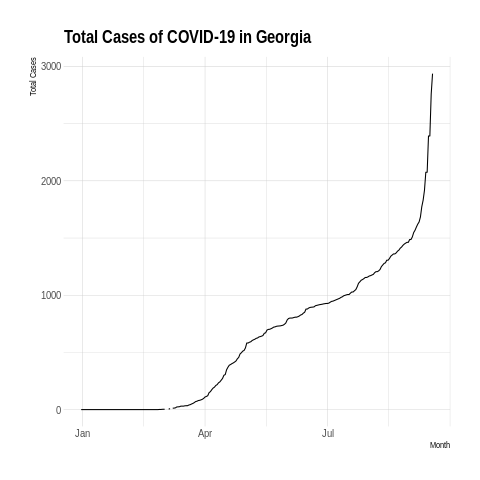 Total Cases of COVID-19 in Georgia
Total Cases
3000
2000
1000
0
Jan Apr Jul
Month